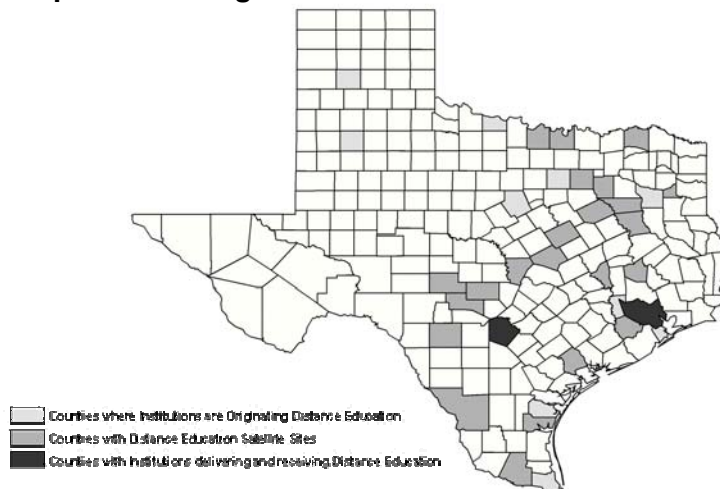 Counties where Institutions are Originating Distance Education
Counties with Distance Education Satellite Sites
Counties with Institutions delivering and receiving Distance Education